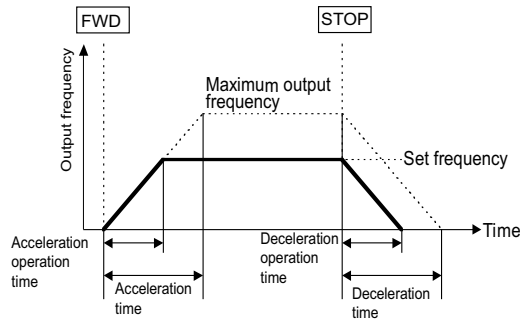 FWD
STOP
Output frequency
Maximum output
frequency
Set frequency
Time
Acceleration
operation
time
Deceleration
operation
time
Acceleration
time
Deceleration
time